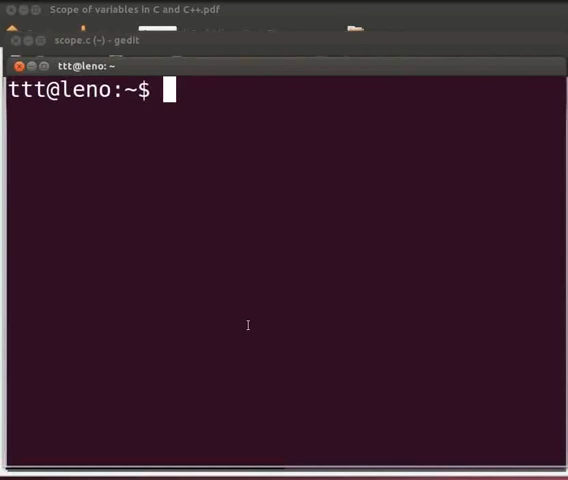 Scope of variables in C and C++.pdf
scope.c (~) - gedit
ttt@leno: ~
ttt@leno:~$